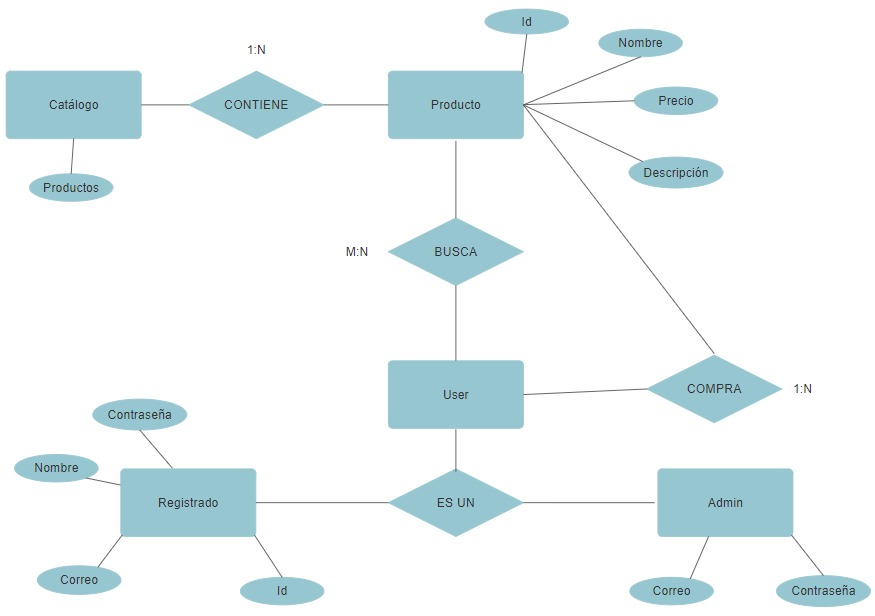 Id
Nombre
1:N
Catálogo
CONTIENE
Producto
Precio
Descripción
Productos
M:N
BUSCA
User
COMPRA
1:N
Contraseña
Nombre
Registrado
ES UN
Admin
Correo
Id
Correo
Contraseña